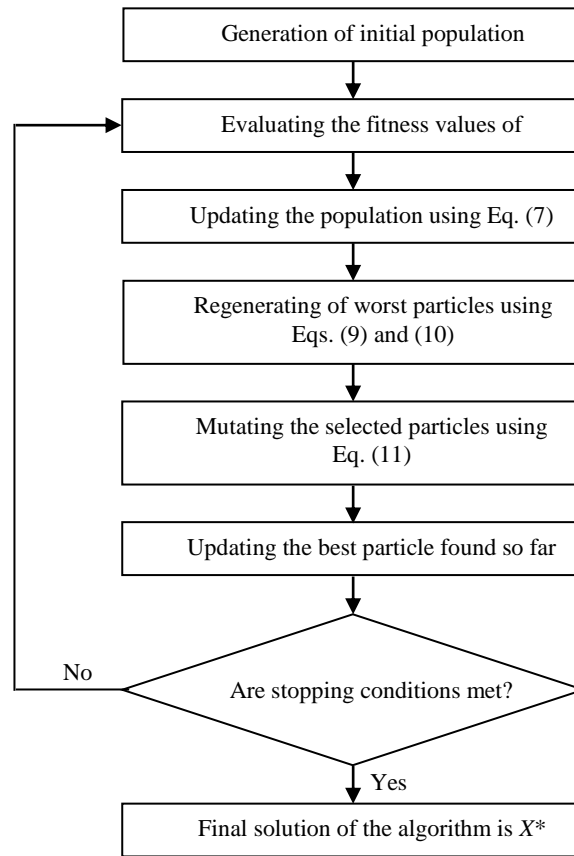 Generation of initial population
Evaluating the fitness values of
Updating the population using Eq. (7)
Regenerating of worst particles using
Eqs. (9) and (10)
Mutating the selected particles using
Eq. (11)
Updating the best particle found so far
No
Are stopping conditions met?
Yes
Final solution of the algorithm is X*